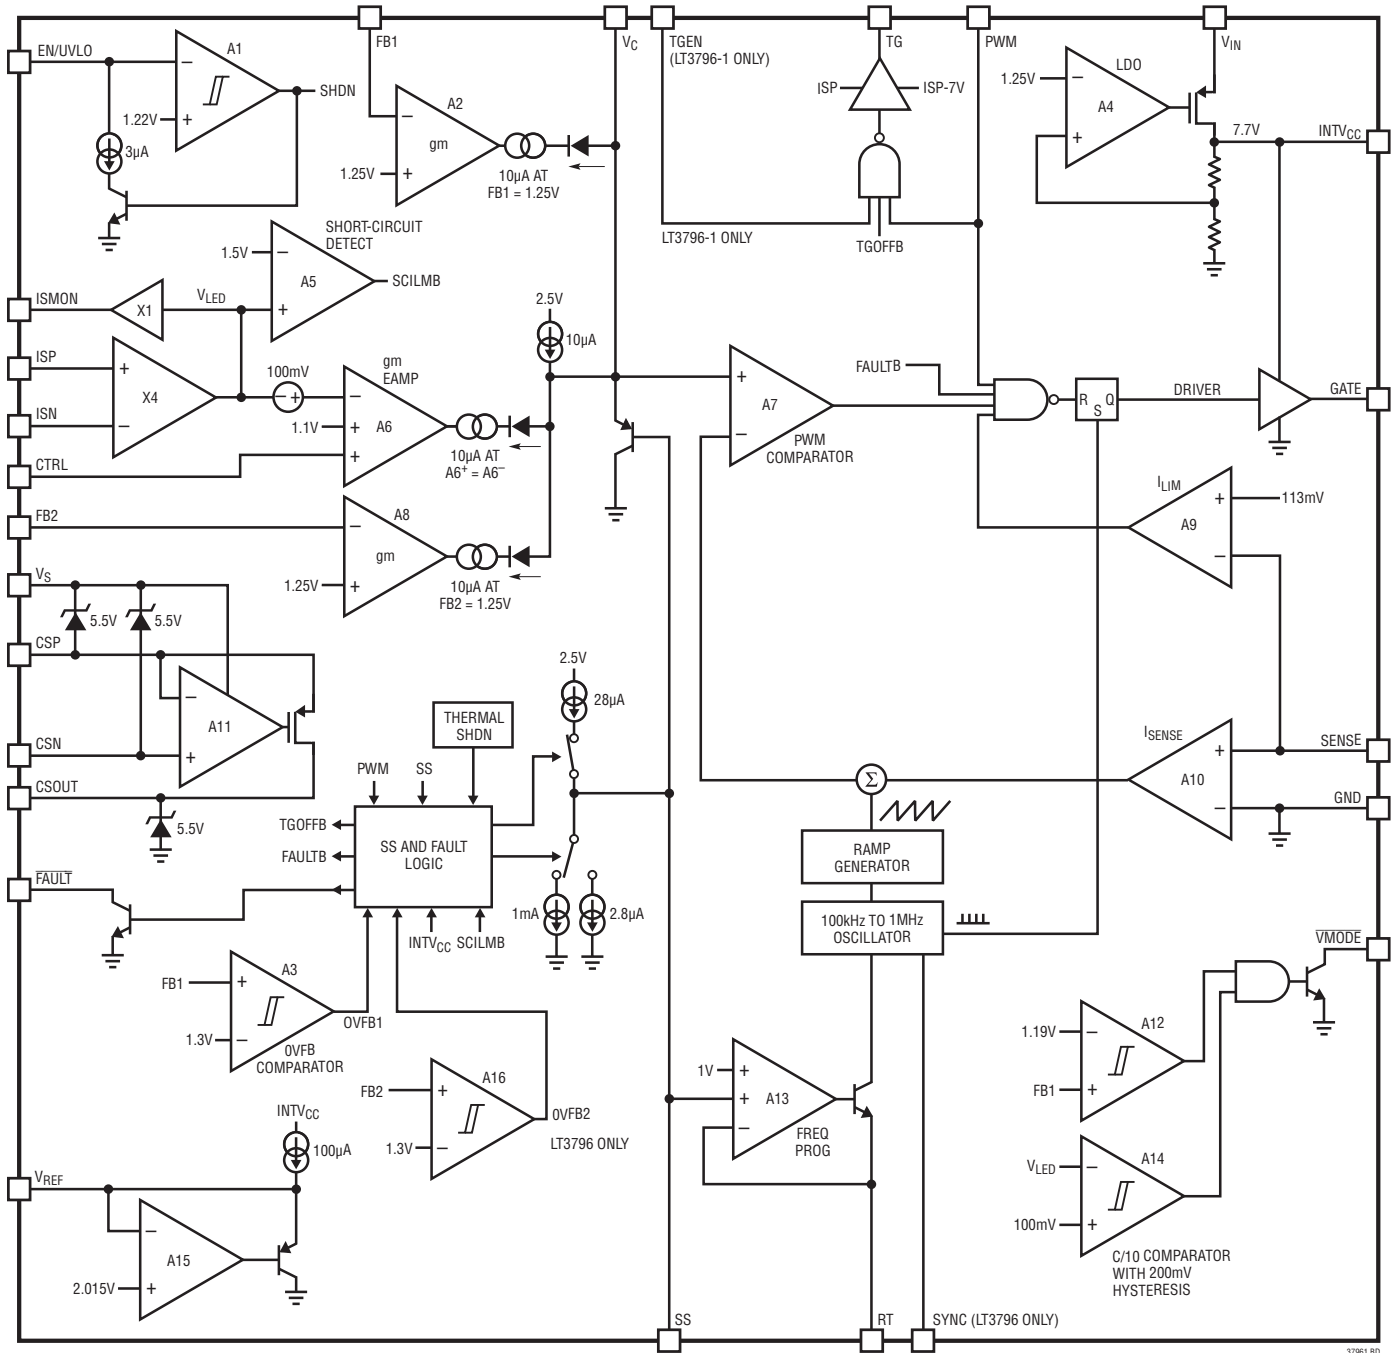 FB1
VC
TGEN
(LT3796-1 ONLY)
TG
PWM
VIN
EN/UVLO
A1
−
+
1.22V
SHDN
3µA
A2
gm
−
+
1.25V
10µA AT
FB1 = 1.25V
ISP
ISP-7V
LT3796-1 ONLY
TGOFFB
LDO
1.25V
−
A4
+
7.7V
INTVCC
SHORT-CIRCUIT
DETECT
1.5V
−
A5
+
SCILMB
ISMON
X1
VLED
ISP
+
X4
ISN
−
100mV
− +
gm
EAMP
−
1.1V
+
A6
+
10µA AT
A6+ = A6−
2.5V
10µA
CTRL
FB2
A8
−
gm
1.25V
+
10µA AT
FB2 = 1.25V
+
A7
−
PWM
COMPARATOR
FAULTB
R
S
Q
DRIVER
GATE
ILIM
+
113mV
A9
−
VS
5.5V
5.5V
CSP
−
A11
CSN
+
CSOUT
5.5V
2.5V
28µA
THERMAL
SHDN
PWM
SS
TGOFFB
SS AND FAULT
LOGIC
FAULTB
1mA
2.8µA
INTVCC
SCILMB
ISENSE
+
SENSE
A10
−
GND
Σ
RAMP
GENERATOR
100kHz TO 1MHz
OSCILLATOR
FAULT
A3
FB1
+
1.3V
−
OVFB1
OVFB
COMPARATOR
A16
FB2
+
OVFB2
1.3V
−
LT3796 ONLY
VMODE
A12
1.19V
−
FB1
+
1V
+
+
A13
−
FREQ
PROG
A14
VLED
−
100mV
+
C/10 COMPARATOR
WITH 200mV
HYSTERESIS
INTVCC
100µA
VREF
−
A15
2.015V
+
SS
RT
SYNC (LT3796 ONLY)
37961 BD